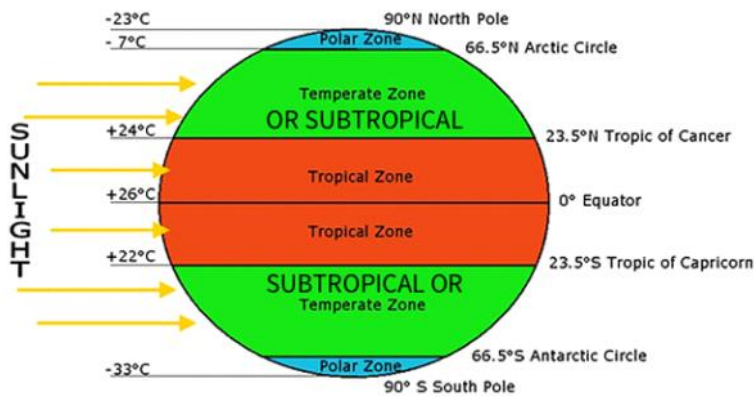 -23°C
90°N North Pole
Polar Zone
- 7°C
66.5°N Arctic Circle
Temperate Zone
OR SUBTROPICAL
+24°C
23.5°N Tropic of Cancer
SUNLIGHT
Tropical Zone
+26°C
0° Equator
Tropical Zone
+22°C
23.5°S Tropic of Capricorn
SUBTROPICAL OR
Temperate Zone
66.5°S Antarctic Circle
Polar Zone
-33°C
90° S South Pole